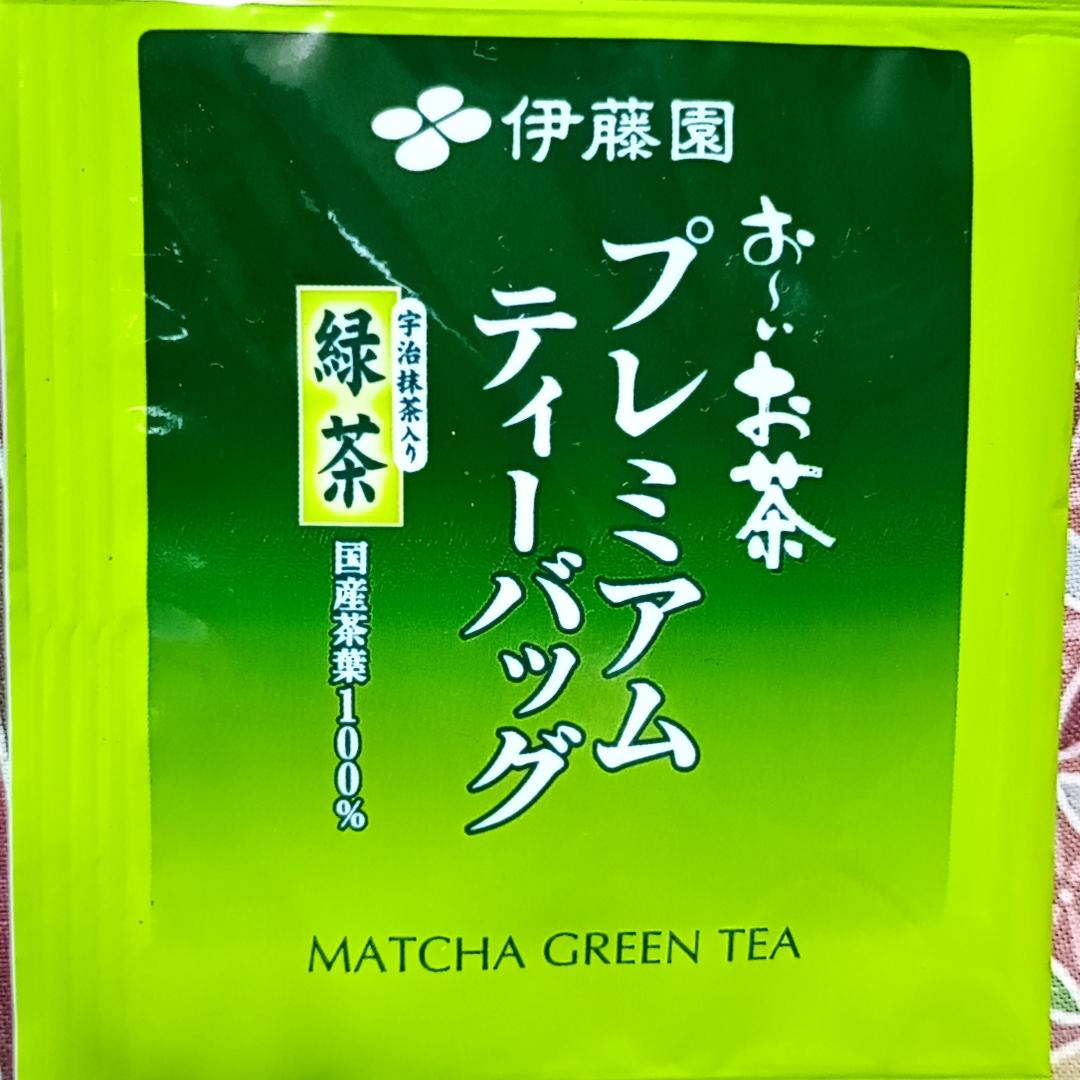 伊藤園
お〜いお茶
プレミアム
ティーバッグ
宇治抹茶入り
緑茶
国産茶葉100%
MATCHA GREEN TEA